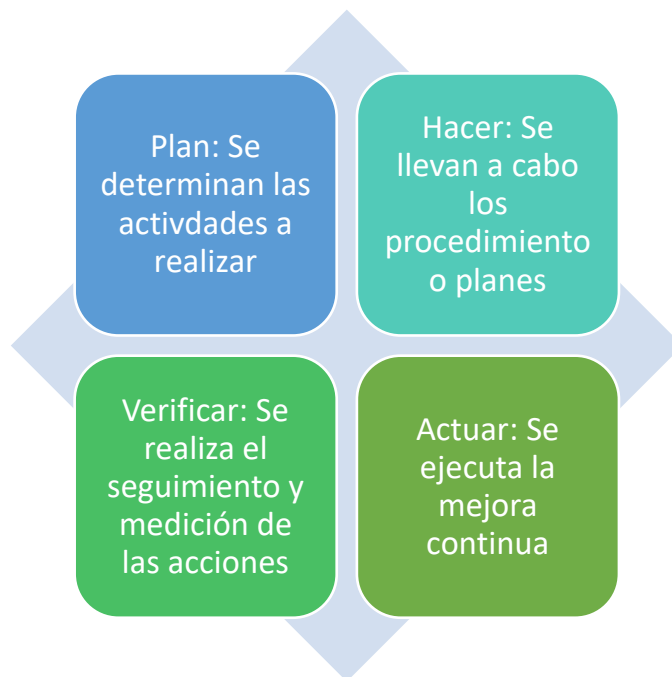 Plan: Se
determinan las
activdades a
realizar
Hacer: Se
llevan a cabo
los
procedimiento
o planes
Verificar: Se
realiza el
seguimiento y
medición de
las acciones
Actuar: Se
ejecuta la
mejora
continua